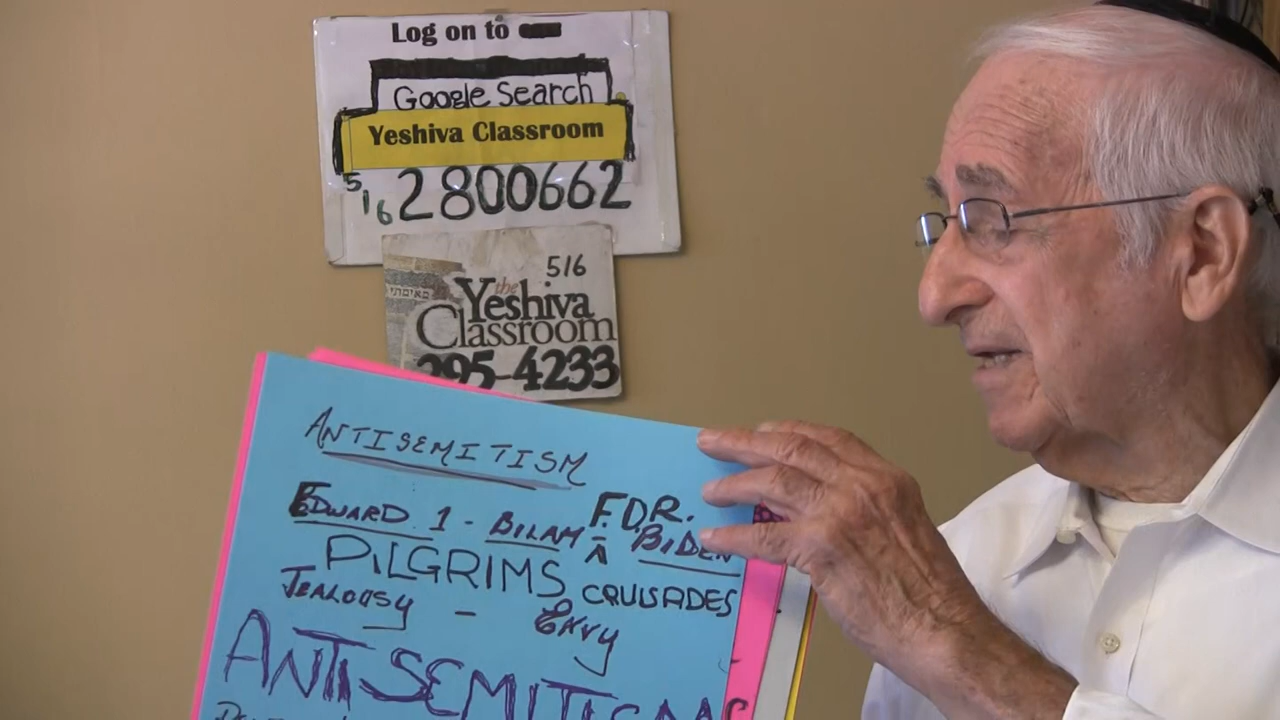 Log on to
Google Search
Yeshiva Classroom
516 2800662
516
the
Yeshiva
Classroom
295-4233
ANTISEMITISM
EDWARD 1 - BILAM F.D.R. BIDEN
PILGRIMS CRUSADES
JEALOUSY - Envy